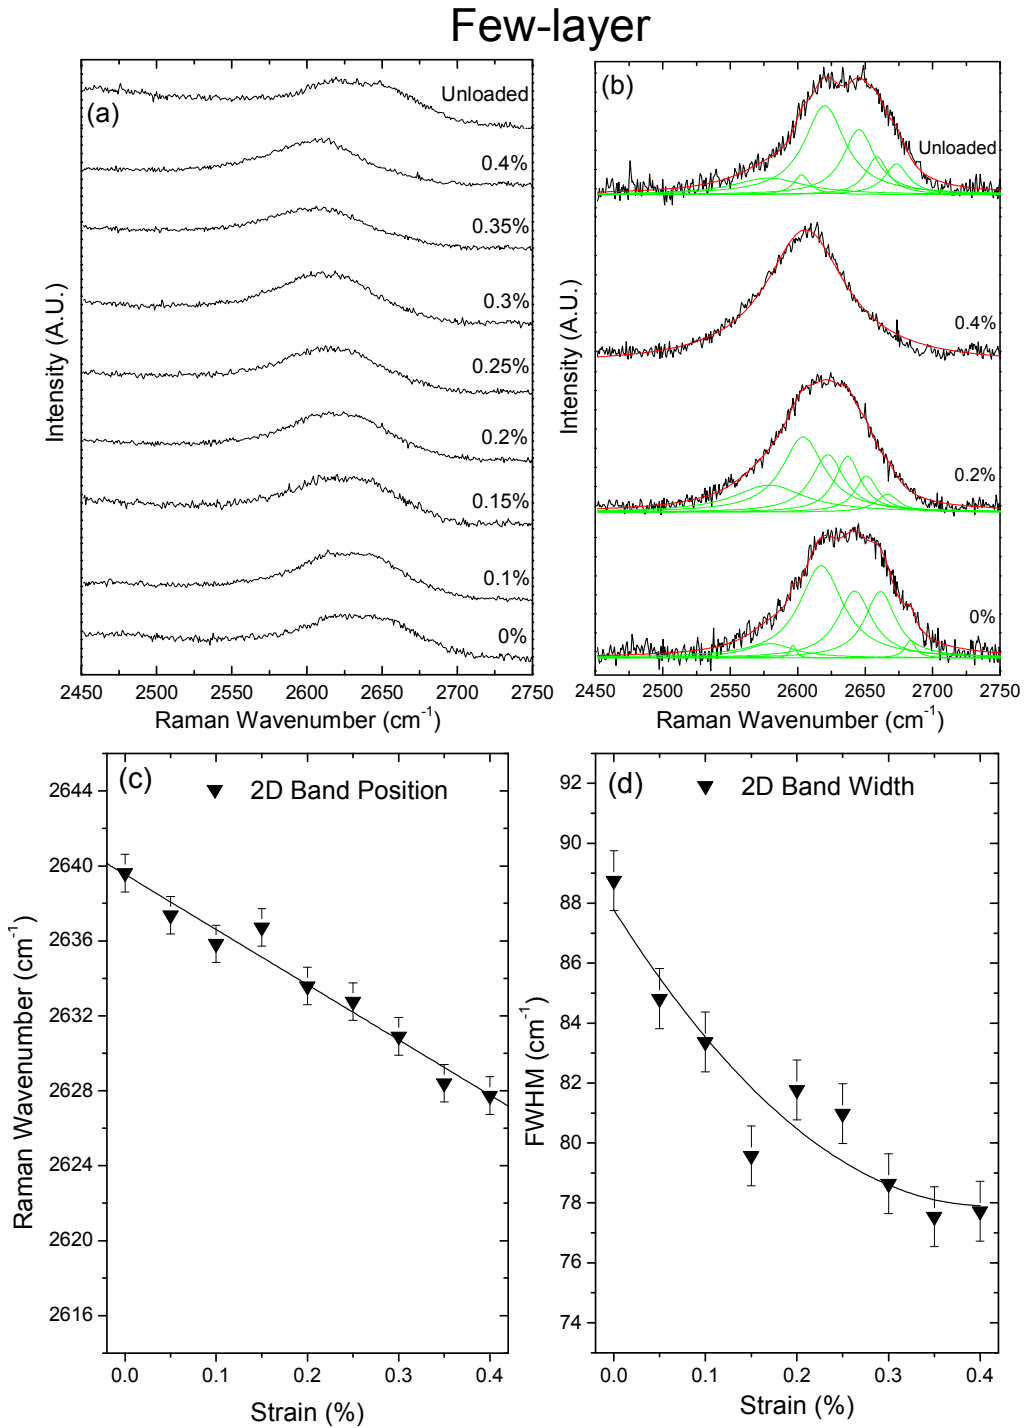 Few-layer
(a)
Unloaded
0.4%
0.35%
0.3%
0.25%
0.2%
0.15%
0.1%
0%
Intensity (A.U.)
2450 2500 2550 2600 2650 2700 2750
Raman Wavenumber (cm⁻¹)
(b)
Unloaded
0.4%
0.2%
0%
Intensity (A.U.)
2450 2500 2550 2600 2650 2700 2750
Raman Wavenumber (cm⁻¹)
(c)
2D Band Position
2644
2640
2636
2632
2628
2624
2620
2616
Raman Wavenumber (cm⁻¹)
0.0 0.1 0.2 0.3 0.4
Strain (%)
(d)
2D Band Width
92
90
88
86
84
82
80
78
76
74
FWHM (cm⁻¹)
0.0 0.1 0.2 0.3 0.4
Strain (%)